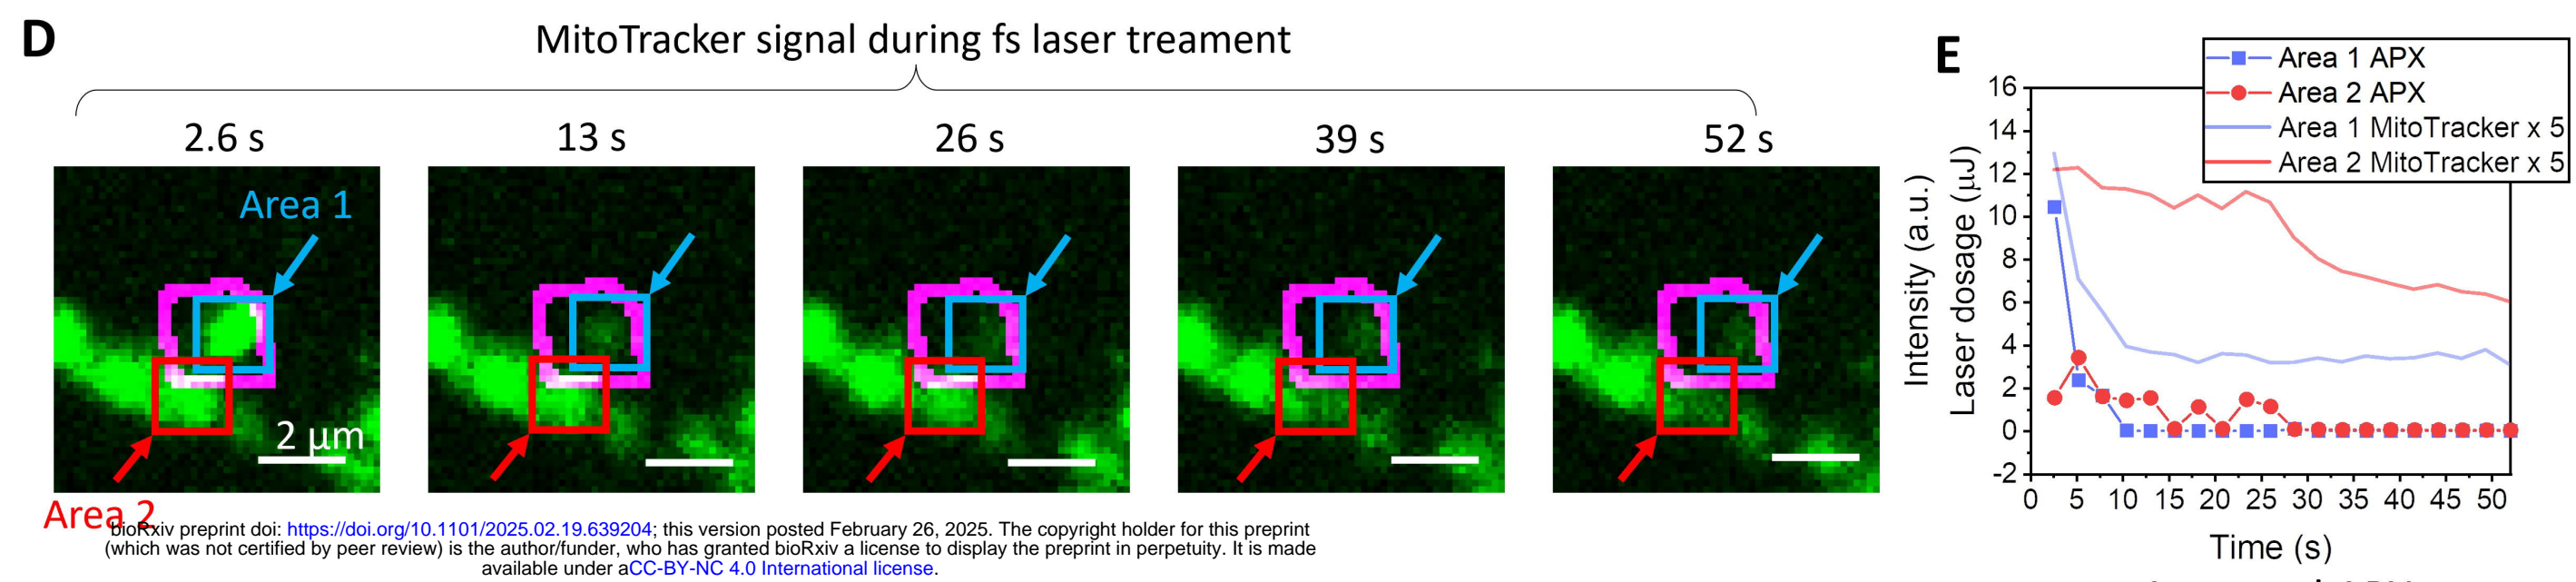 D
MitoTracker signal during fs laser treament
2.6 s
13 s
26 s
39 s
52 s
Area 1
2 µm
Area 2
bioRxiv preprint doi: https://doi.org/10.1101/2025.02.19.639204; this version posted February 26, 2025. The copyright holder for this preprint
(which was not certified by peer review) is the author/funder, who has granted bioRxiv a license to display the preprint in perpetuity. It is made
available under aCC-BY-NC 4.0 International license.
E
Area 1 APX
Area 2 APX
Area 1 MitoTracker x 5
Area 2 MitoTracker x 5
Intensity (a.u.)
Laser dosage (µJ)
16
14
12
10
8
6
4
2
0
-2
0 5 10 15 20 25 30 35 40 45 50
Time (s)